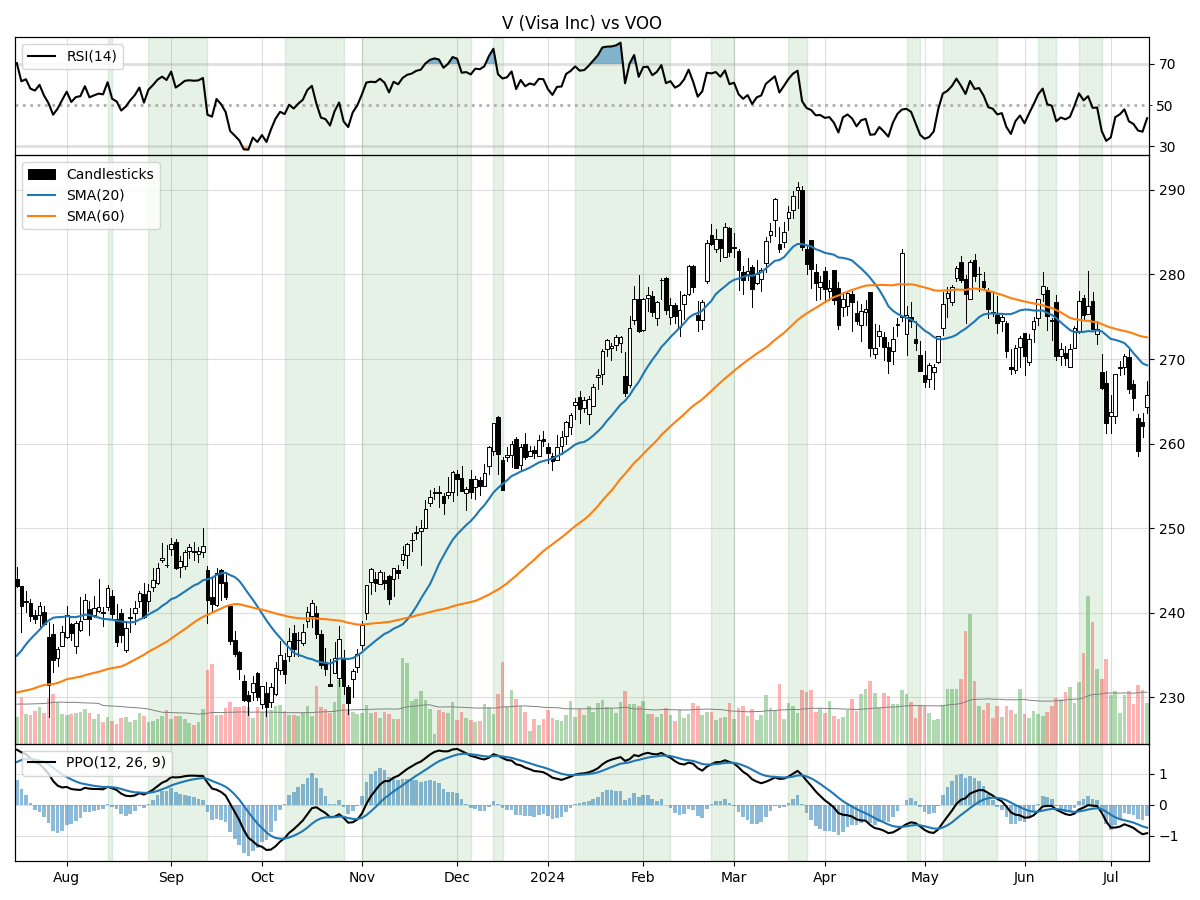 V (Visa Inc) vs VOO
RSI(14)
70
50
30
Candlesticks
SMA(20)
SMA(60)
290
280
270
260
250
240
230
PPO(12, 26, 9)
1
0
−1
Aug Sep Oct Nov Dec 2024 Feb Mar Apr May Jun Jul